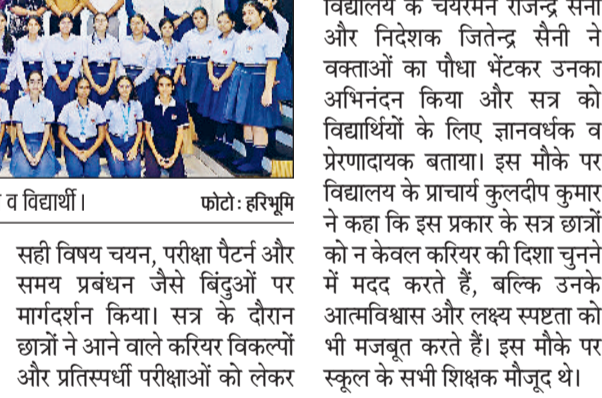 व विद्यार्थी।
फोटो : हरिभूमि
सही विषय चयन, परीक्षा पैटर्न और
समय प्रबंधन जैसे बिंदुओं पर
मार्गदर्शन किया। सत्र के दौरान
छात्रों ने आने वाले करियर विकल्पों
और प्रतिस्पर्धी परीक्षाओं को लेकर
विद्यालय के चेयरमैन राजेन्द्र सैनी
और निदेशक जितेन्द्र सैनी ने
वक्ताओं का पौधा भेंटकर उनका
अभिनंदन किया और सत्र को
विद्यार्थियों के लिए ज्ञानवर्धक व
प्रेरणादायक बताया। इस मौके पर
विद्यालय के प्राचार्य कुलदीप कुमार
ने कहा कि इस प्रकार के सत्र छात्रों
को न केवल करियर की दिशा चुनने
में मदद करते हैं, बल्कि उनके
आत्मविश्वास और लक्ष्य स्पष्टता को
भी मजबूत करते हैं। इस मौके पर
स्कूल के सभी शिक्षक मौजूद थे।